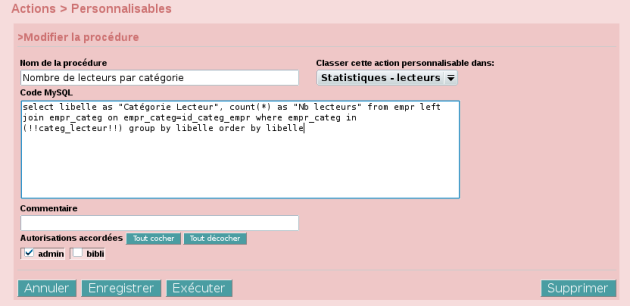 Actions > Personnalisables
>Modifier la procédure
Nom de la procédure
Classer cette action personnalisable dans:
Nombre de lecteurs par catégorie
Statistiques - lecteurs
Code MySQL
select libelle as "Catégorie Lecteur", count(*) as "Nb lecteurs" from empr left
join empr_categ on empr_categ=id_categ_empr where empr_categ in
(!!categ_lecteur!!) group by libelle order by libelle
Commentaire
Autorisations accordées Tout cocher Tout décocher
admin bibli
Annuler Enregistrer Exécuter Supprimer